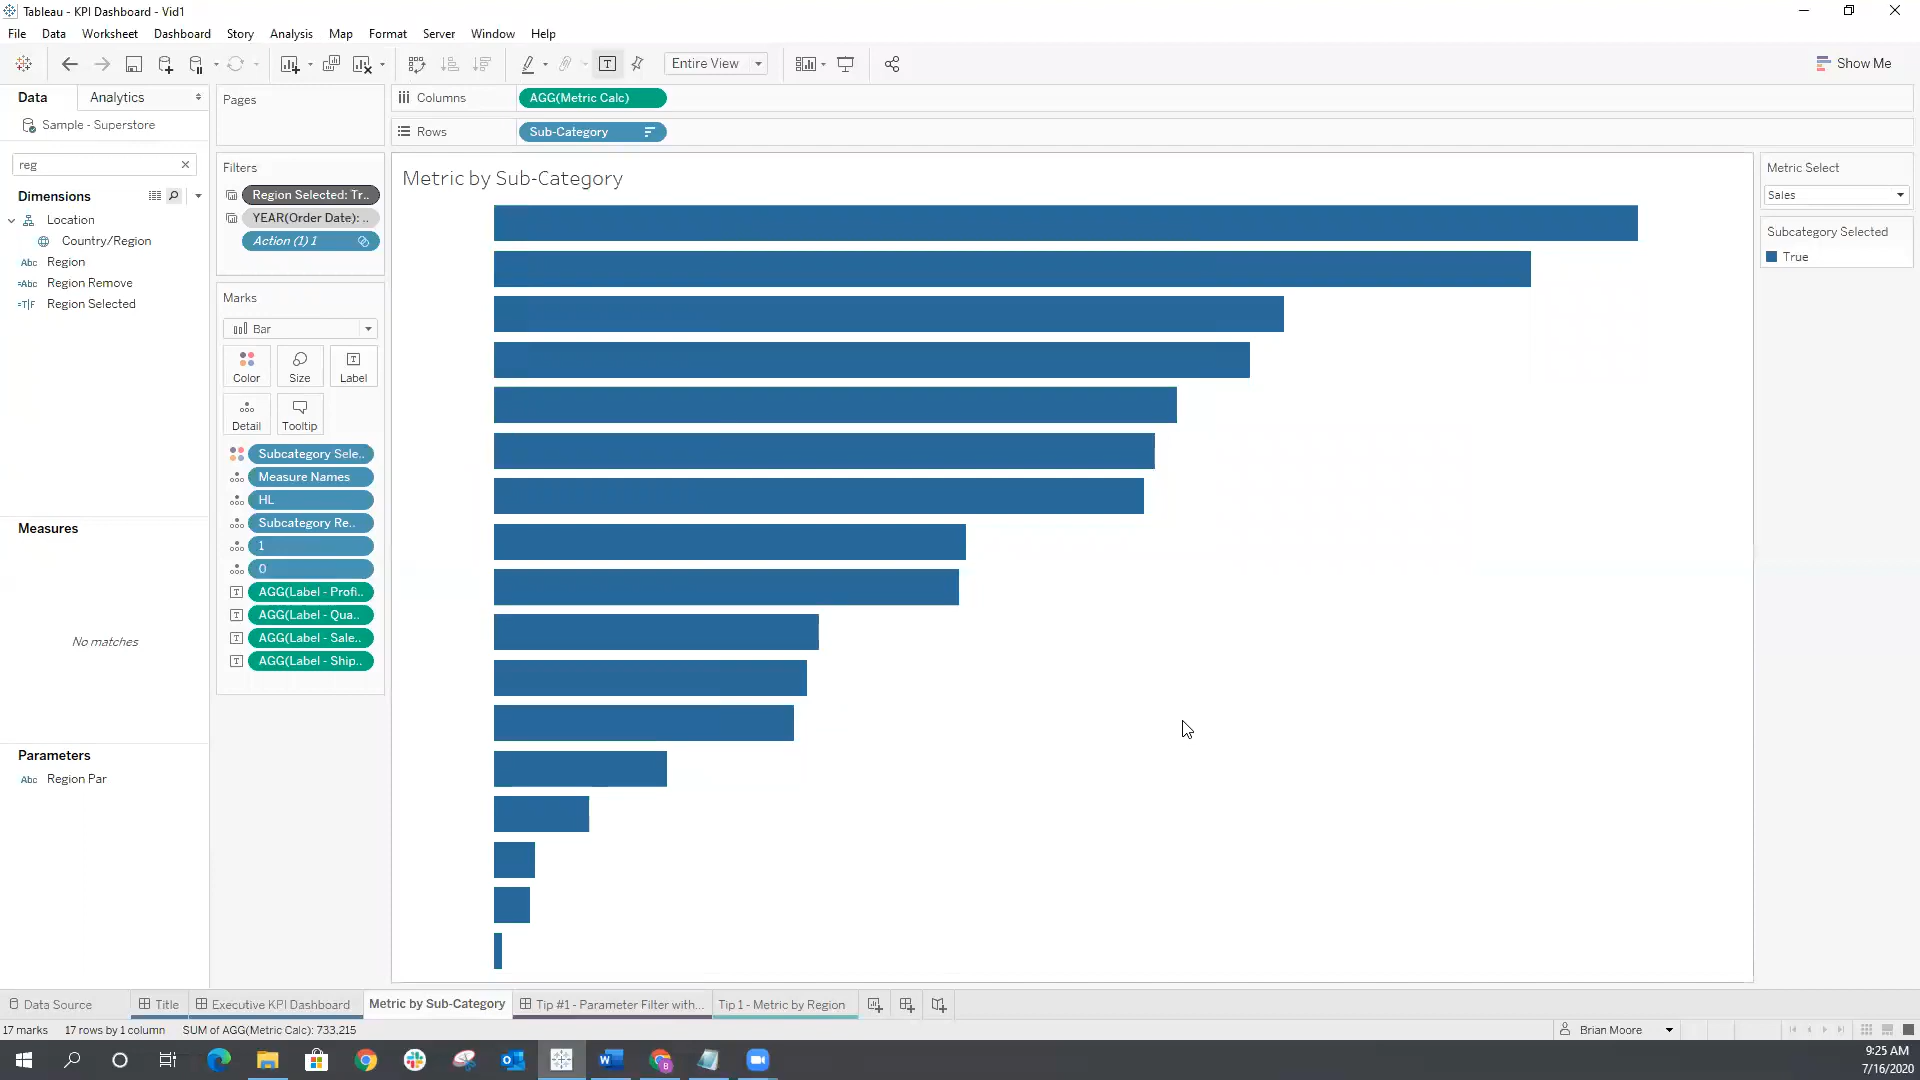 Tableau - KPI Dashboard - Vid1
File Data Worksheet Dashboard Story Analysis Map Format Server Window Help
Entire View
Show Me
Data Analytics
Pages
Columns
AGG(Metric Calc)
Sample - Superstore
Rows
Sub-Category
reg
Filters
Metric by Sub-Category
Metric Select
Sales
Dimensions
Region Selected: Tr..
YEAR(Order Date): ..
Action (1) 1
Subcategory Selected
True
Location
Country/Region
Abc Region
=Abc Region Remove
=T|F Region Selected
Marks
Bar
Color Size Label
Detail Tooltip
Subcategory Sele..
Measure Names
HL
Subcategory Re..
1
0
AGG(Label - Profi..
AGG(Label - Qua..
AGG(Label - Sale..
AGG(Label - Ship..
Measures
No matches
Parameters
Abc Region Par
Data Source Title Executive KPI Dashboard Metric by Sub-Category Tip #1 - Parameter Filter with... Tip 1 - Metric by Region
17 marks 17 rows by 1 column SUM of AGG(Metric Calc): 733,215
Brian Moore
9:25 AM
7/16/2020